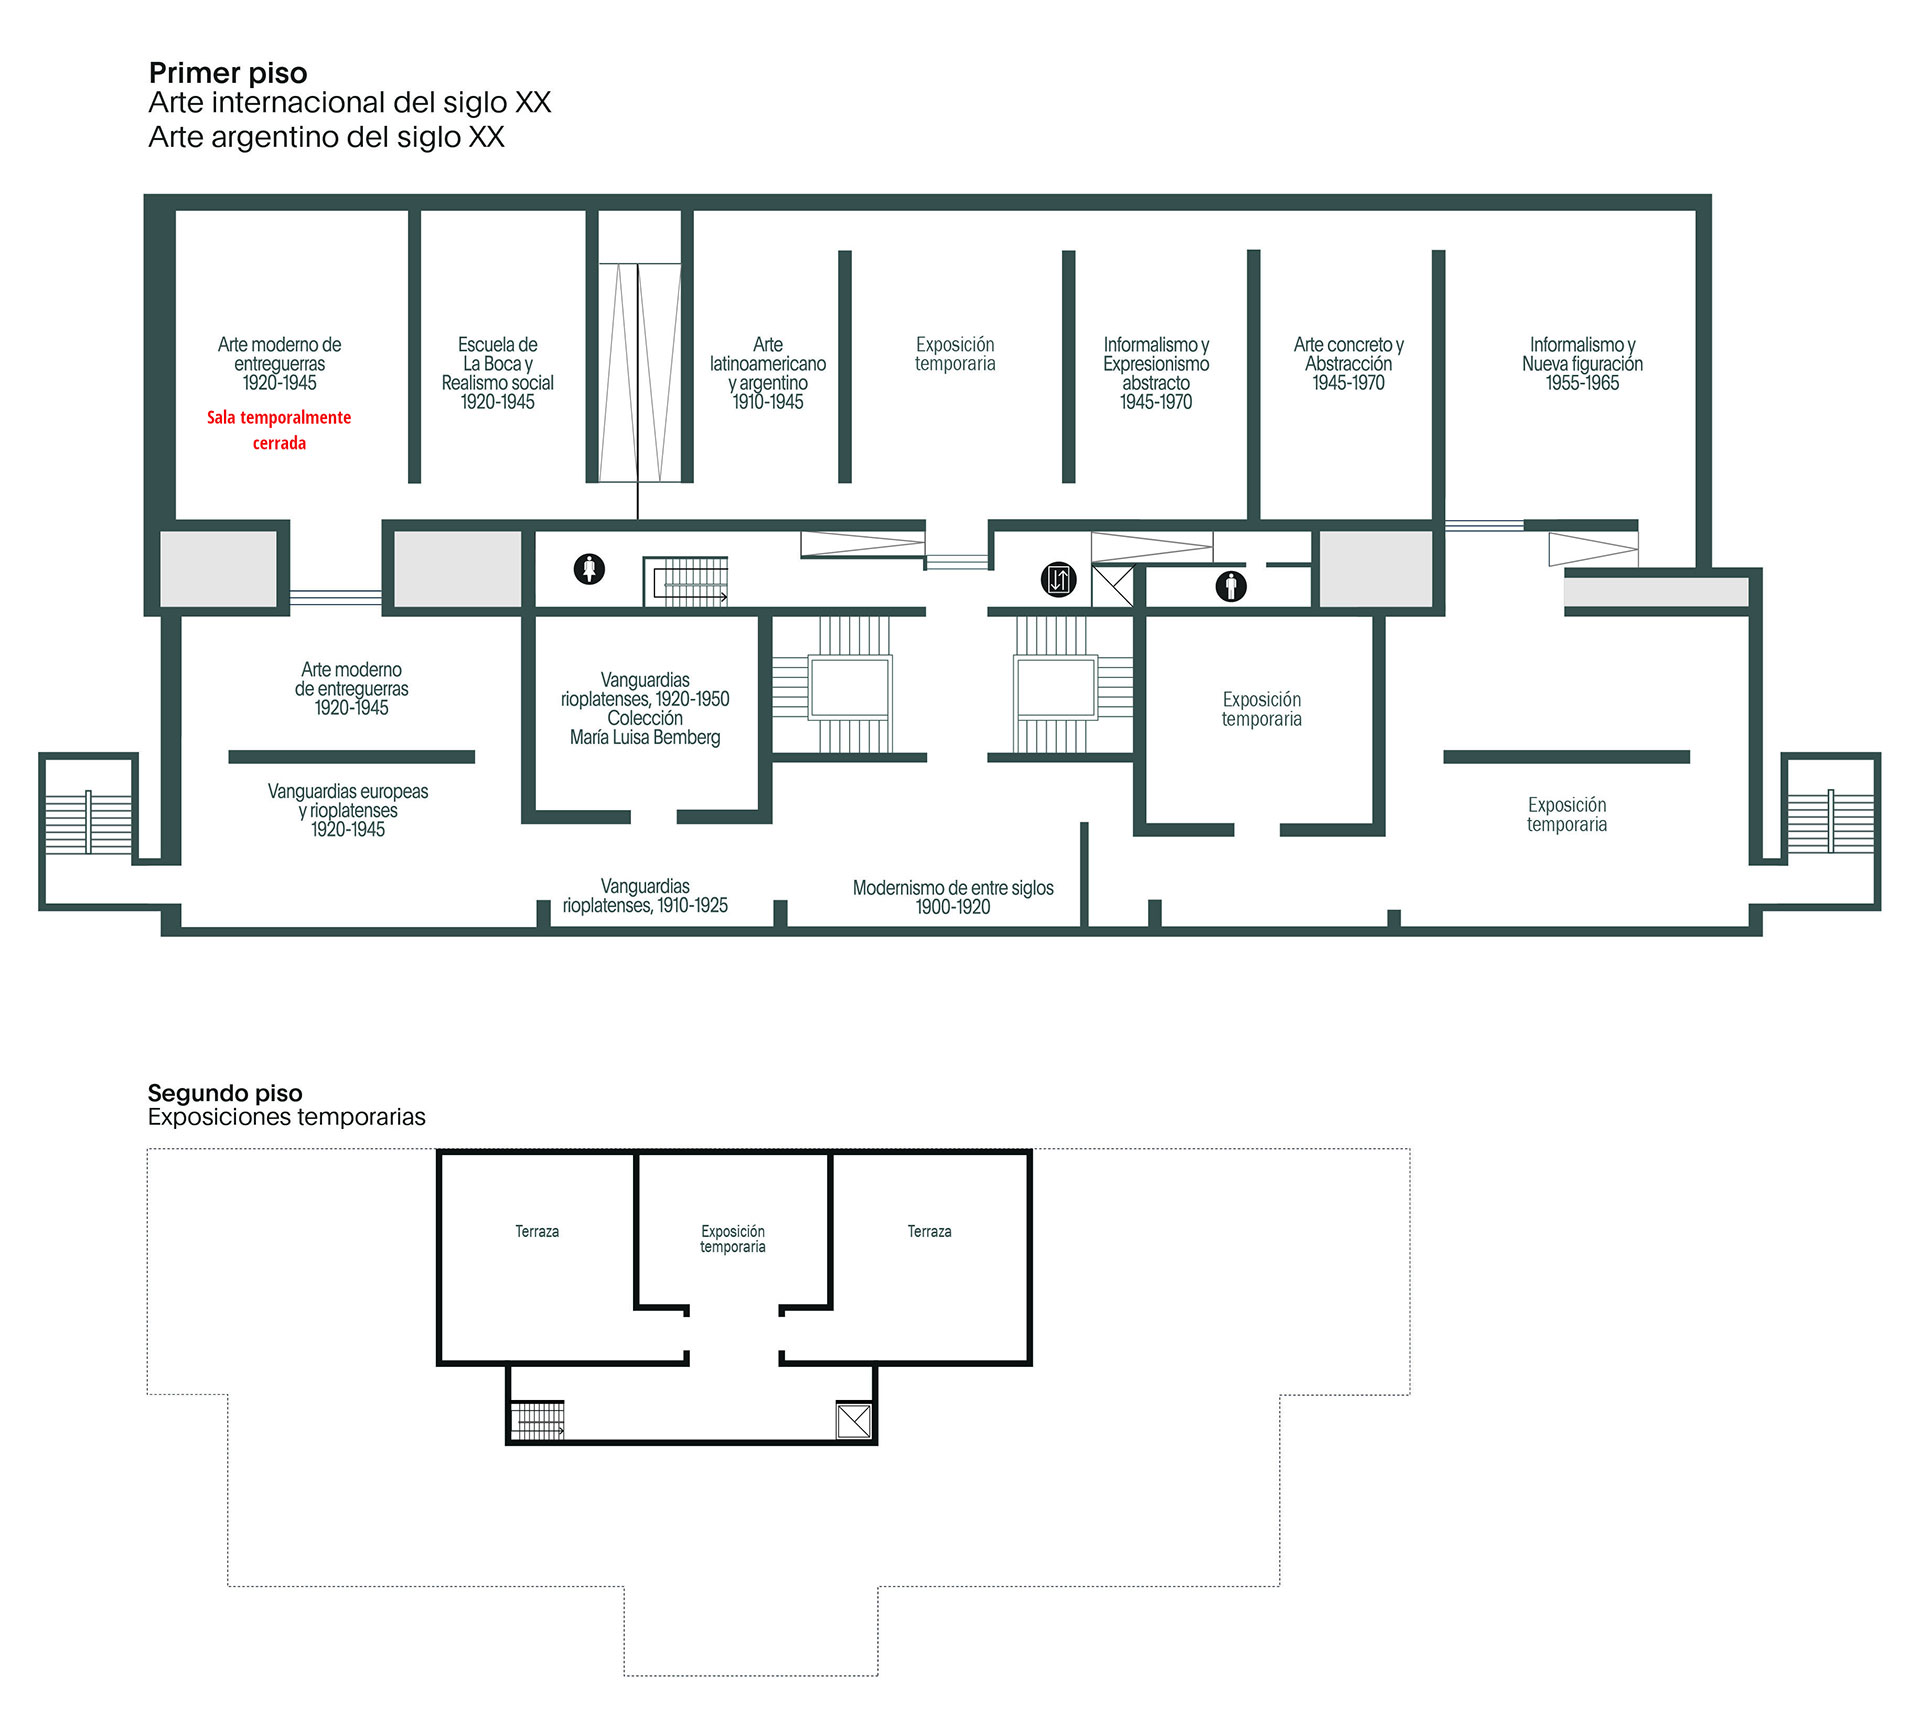 Primer piso
Arte internacional del siglo XX
Arte argentino del siglo XX
Arte moderno de
entreguerras
1920-1945
Sala temporalmente
cerrada
Escuela de
La Boca y
Realismo social
1920-1945
Arte
latinoamericano
y argentino
1910-1945
Exposición
temporaria
Informalismo y
Expresionismo
abstracto
1945-1970
Arte concreto y
Abstracción
1945-1970
Informalismo y
Nueva figuración
1955-1965
Arte moderno
de entreguerras
1920-1945
Vanguardias
rioplatenses, 1920-1950
Colección
María Luisa Bemberg
Exposición
temporaria
Vanguardias europeas
y rioplatenses
1920-1945
Exposición
temporaria
Vanguardias
rioplatenses, 1910-1925
Modernismo de entre siglos
1900-1920
Segundo piso
Exposiciones temporarias
Terraza
Exposición
temporaria
Terraza